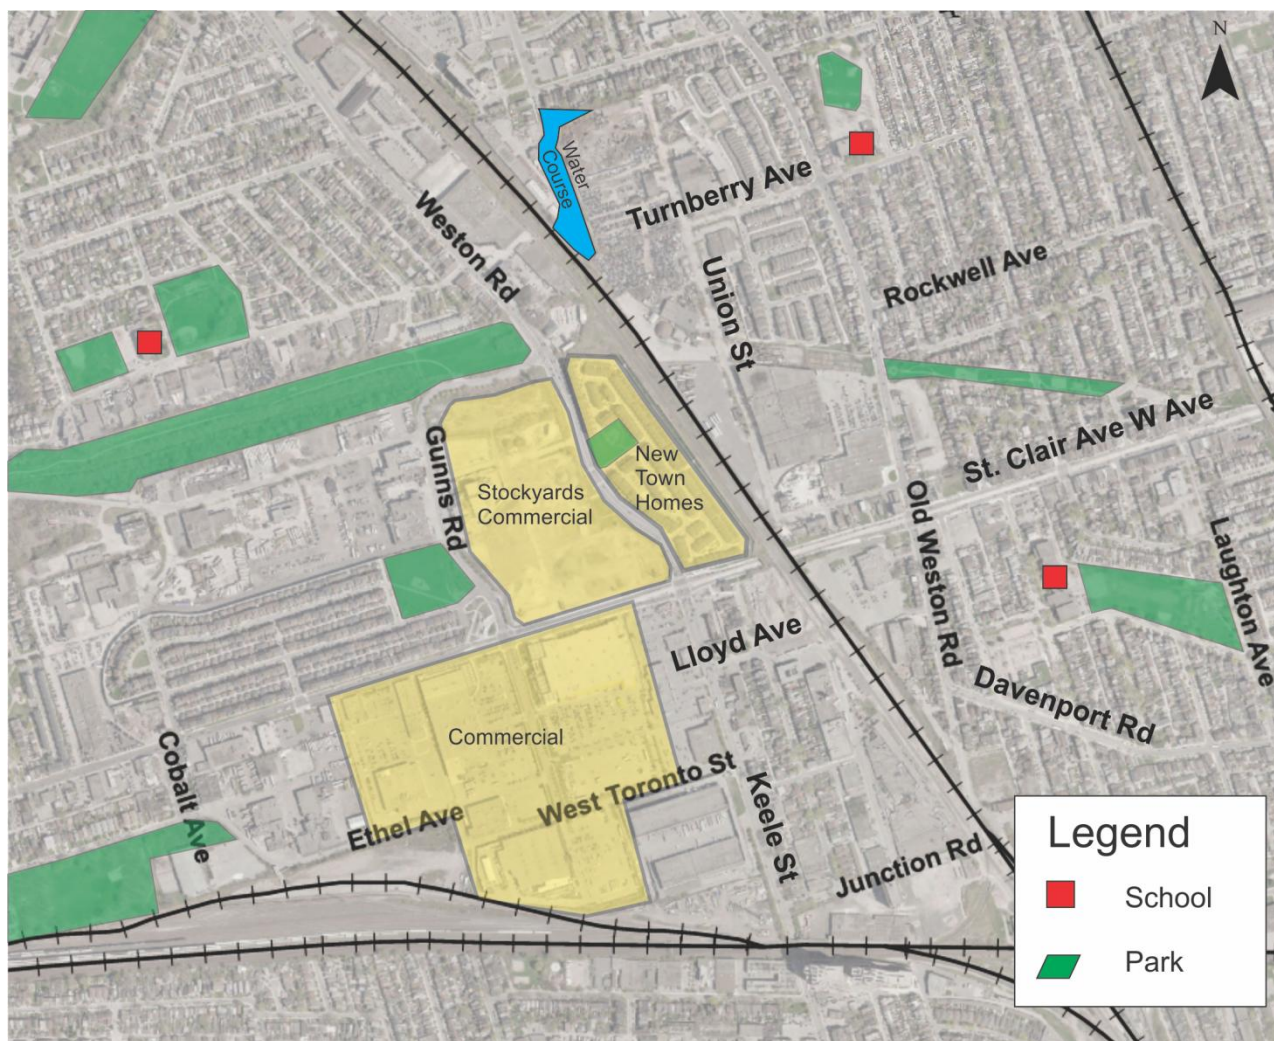 N
Water
Course
Turnberry Ave
Weston Rd
Rockwell Ave
Union St
St. Clair Ave W Ave
Gunns Rd
Stockyards
Commercial
New
Town
Homes
Old Weston Rd
Laughton Ave
Lloyd Ave
Davenport Rd
Commercial
Cobalt Ave
West Toronto St
Ethel Ave
Keele St
Junction Rd
Legend
School
Park